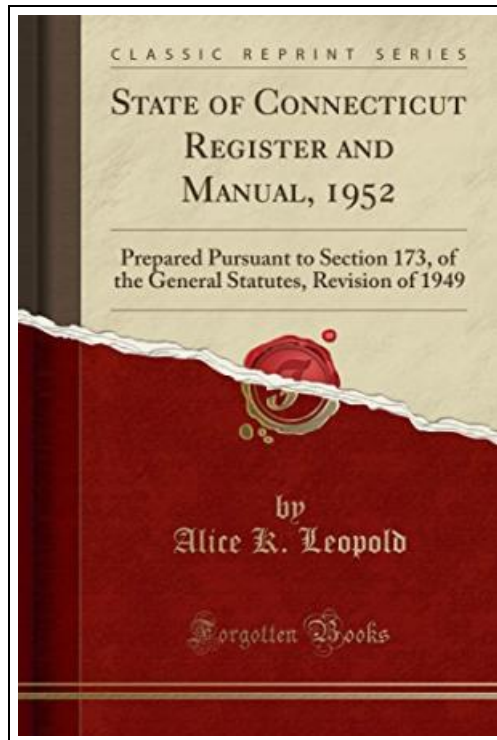 CLASSIC REPRINT SERIES
STATE OF CONNECTICUT
REGISTER AND
MANUAL, 1952
Prepared Pursuant to Section 173, of
the General Statutes, Revision of 1949
by
Alice K. Leopold
Forgotten Books